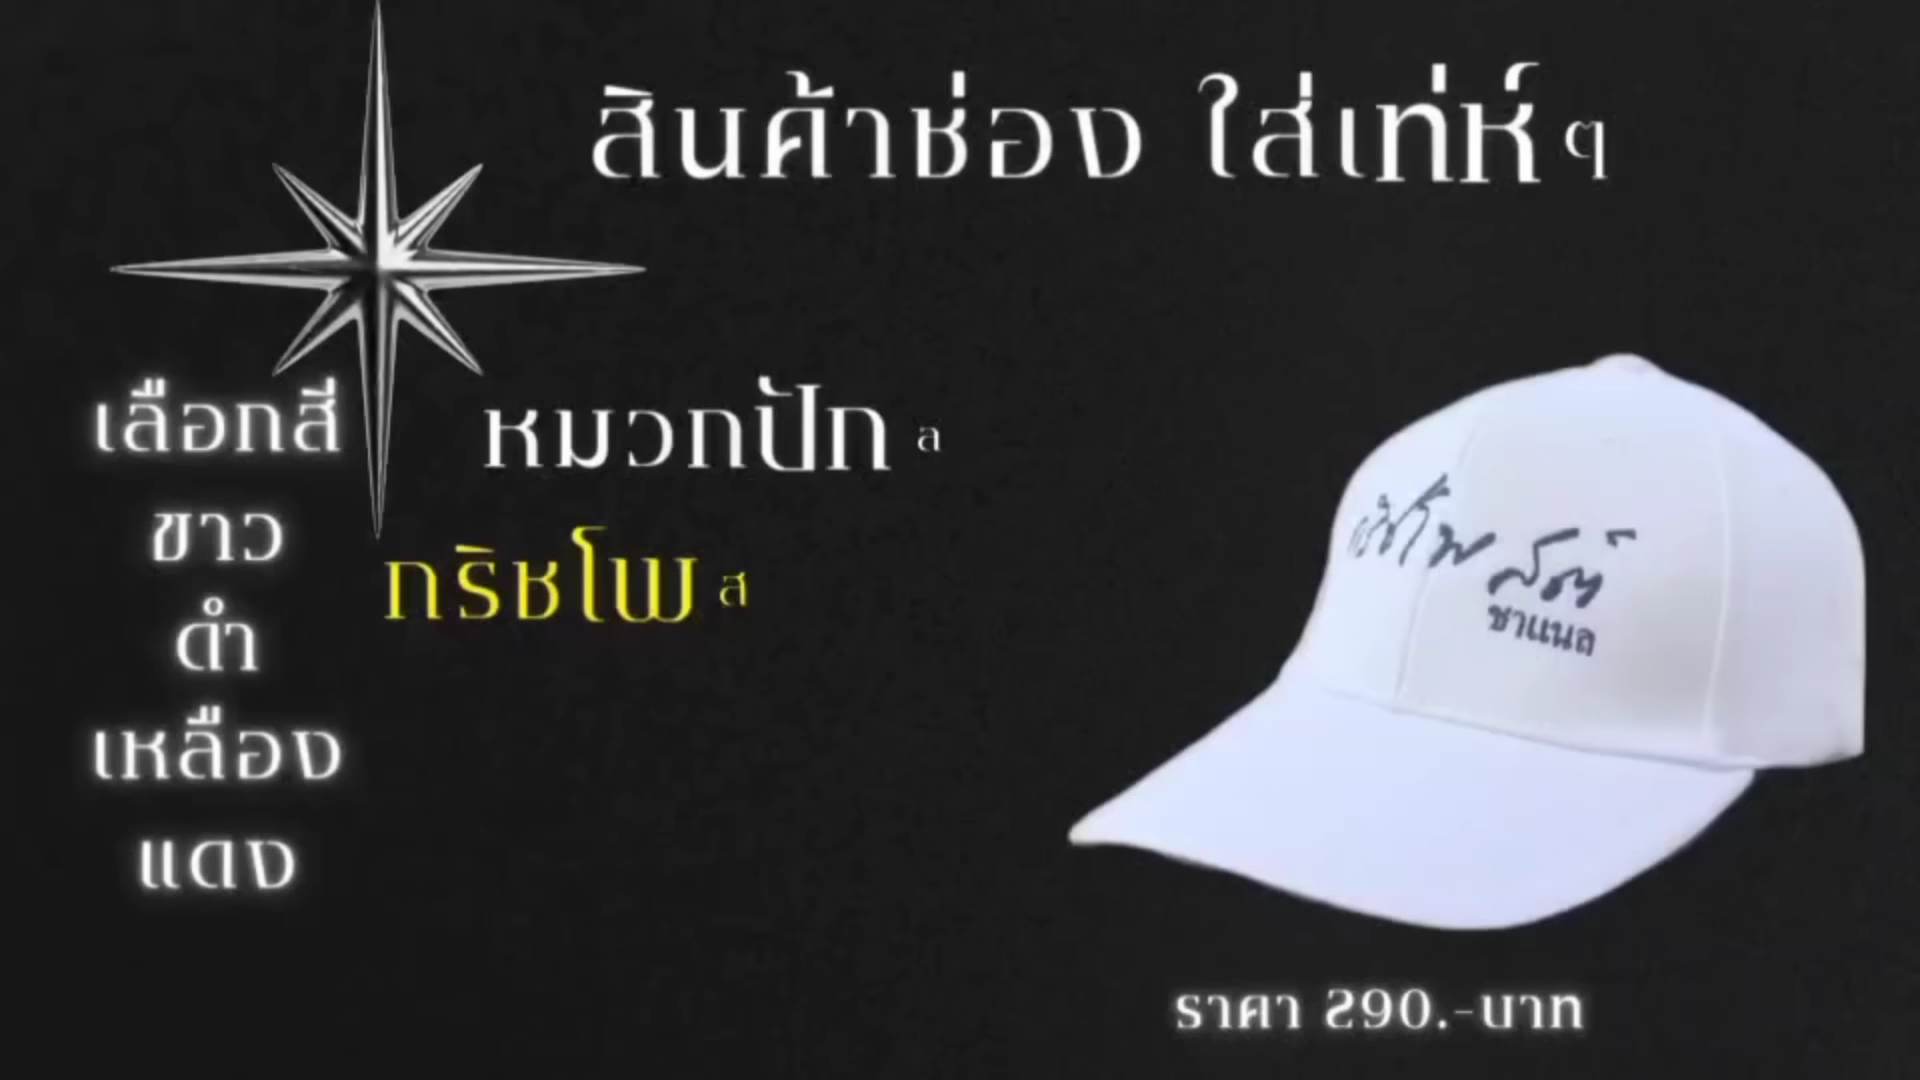 สินค้าช่อง ใส่เท่ห์ ๆ
เลือกสี
ขาว
ดำ
เหลือง
แดง
หมวกปัก ล
กริชโพ ส
ชาแนล
ราคา 290.-บาท